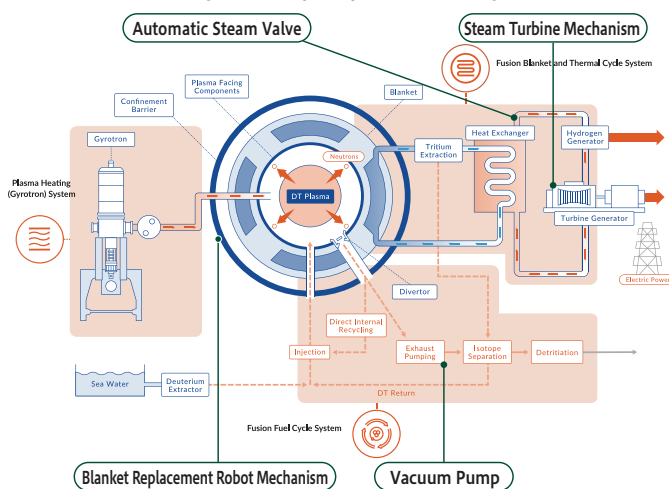 Automatic Steam Valve
Steam Turbine Mechanism
Fusion Blanket and Thermal Cycle System
Plasma Facing
Components
Blanket
Confinement
Barrier
Gyrotron
Neutrons
Tritium
Extraction
Heat Exchanger
Hydrogen
Generator
Plasma Heating
(Gyrotron) System
DT Plasma
Turbine Generator
Electric Power
Divertor
Direct Internal
Recycling
Injection
Exhaust
Pumping
Isotope
Separation
Detritiation
Sea Water
Deuterium
Extractor
DT Return
Fusion Fuel Cycle System
Blanket Replacement Robot Mechanism
Vacuum Pump